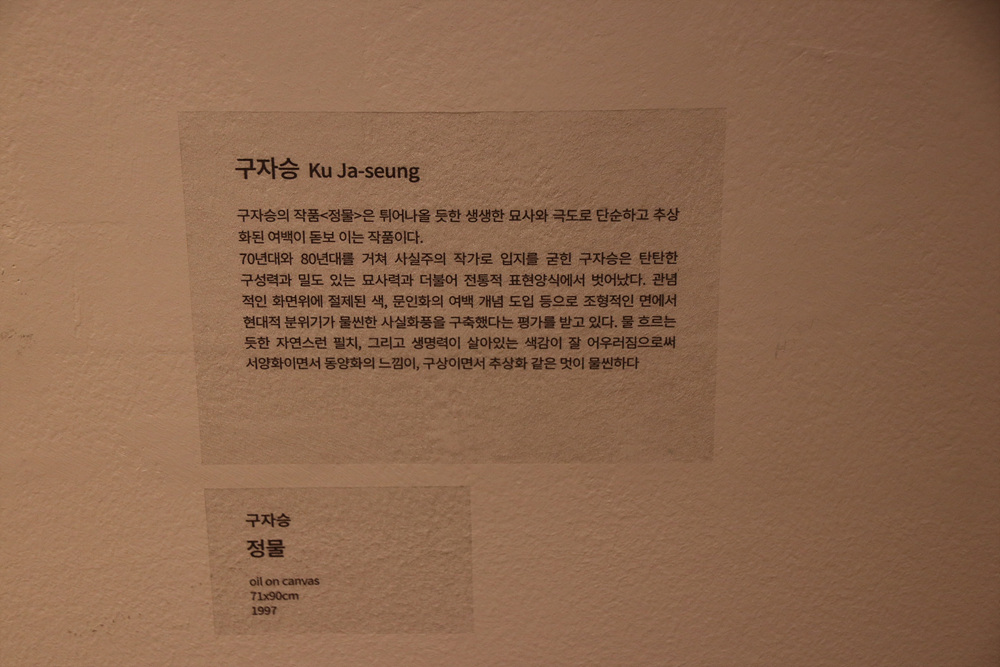 구자승 Ku Ja-seung
구자승의 작품<정물>은 튀어나올 듯한 생생한 묘사와 극도로 단순하고 추상
화된 여백이 돋보 이는 작품이다.
70년대와 80년대를 거쳐 사실주의 작가로 입지를 굳힌 구자승은 탄탄한
구성력과 밀도 있는 묘사력과 더불어 전통적 표현양식에서 벗어났다. 관념
적인 화면위에 절제된 색, 문인화의 여백 개념 도입 등으로 조형적인 면에서
현대적 분위기가 물씬한 사실화풍을 구축했다는 평가를 받고 있다. 물 흐르는
듯한 자연스런 필치, 그리고 생명력이 살아있는 색감이 잘 어우러짐으로써
서양화이면서 동양화의 느낌이, 구상이면서 추상화 같은 멋이 물씬하다
구자승
정물
oil on canvas
71x90cm
1997